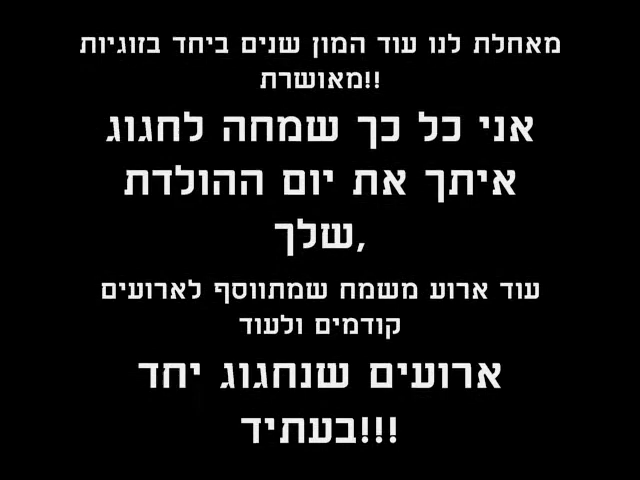 מאחלת לנו עוד המון שנים ביחד בזוגיות
מאושרת!!
אני כל כך שמחה לחגוג
איתך את יום ההולדת
שלך,
עוד ארוע משמח שמתווסף לארועים
קודמים ולעוד
ארועים שנחגוג יחד
בעתיד!!!